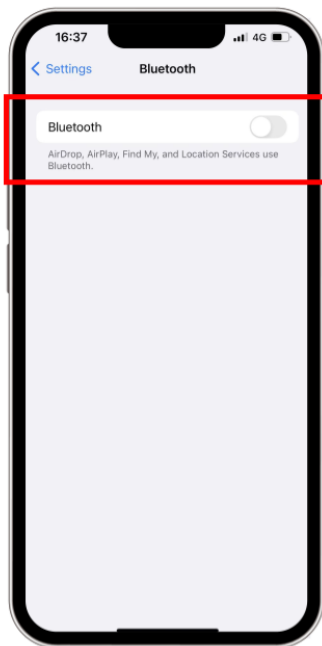 16:37 4G
Settings Bluetooth
Bluetooth
AirDrop, AirPlay, Find My, and Location Services use
Bluetooth.